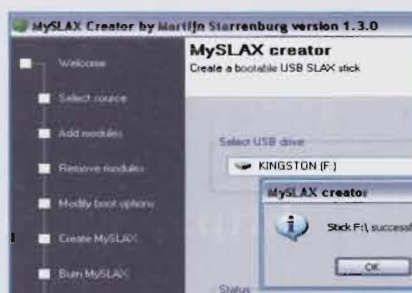 MySLAX Creator by Martijn Starrenburg version 1.3.0
MySLAX creator
Create a bootable USB SLAX stick
Welcome
Select source
Add modules
Remove modules
Modify boot options
Create MySLAX
Burn MySLAX
Select USB drive
KINGSTON (F:)
MySLAX creator
Stick F:\ successf
OK
Status